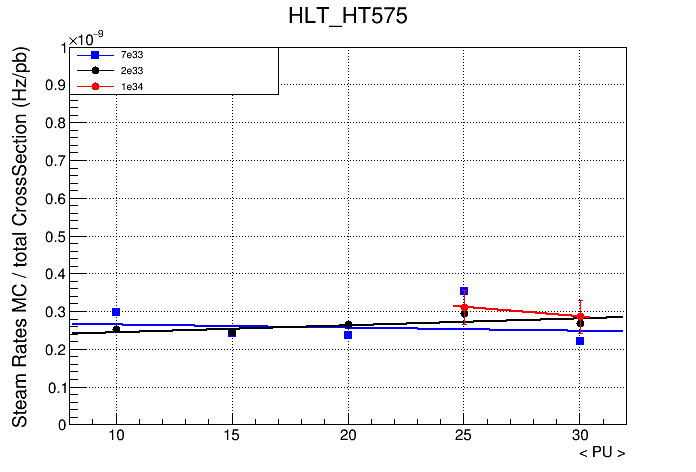 HLT_HT575
×10⁻⁹
7e33
2e33
1e34
Steam Rates MC / total CrossSection (Hz/pb)
1
0.9
0.8
0.7
0.6
0.5
0.4
0.3
0.2
0.1
0
10 15 20 25 30
< PU >